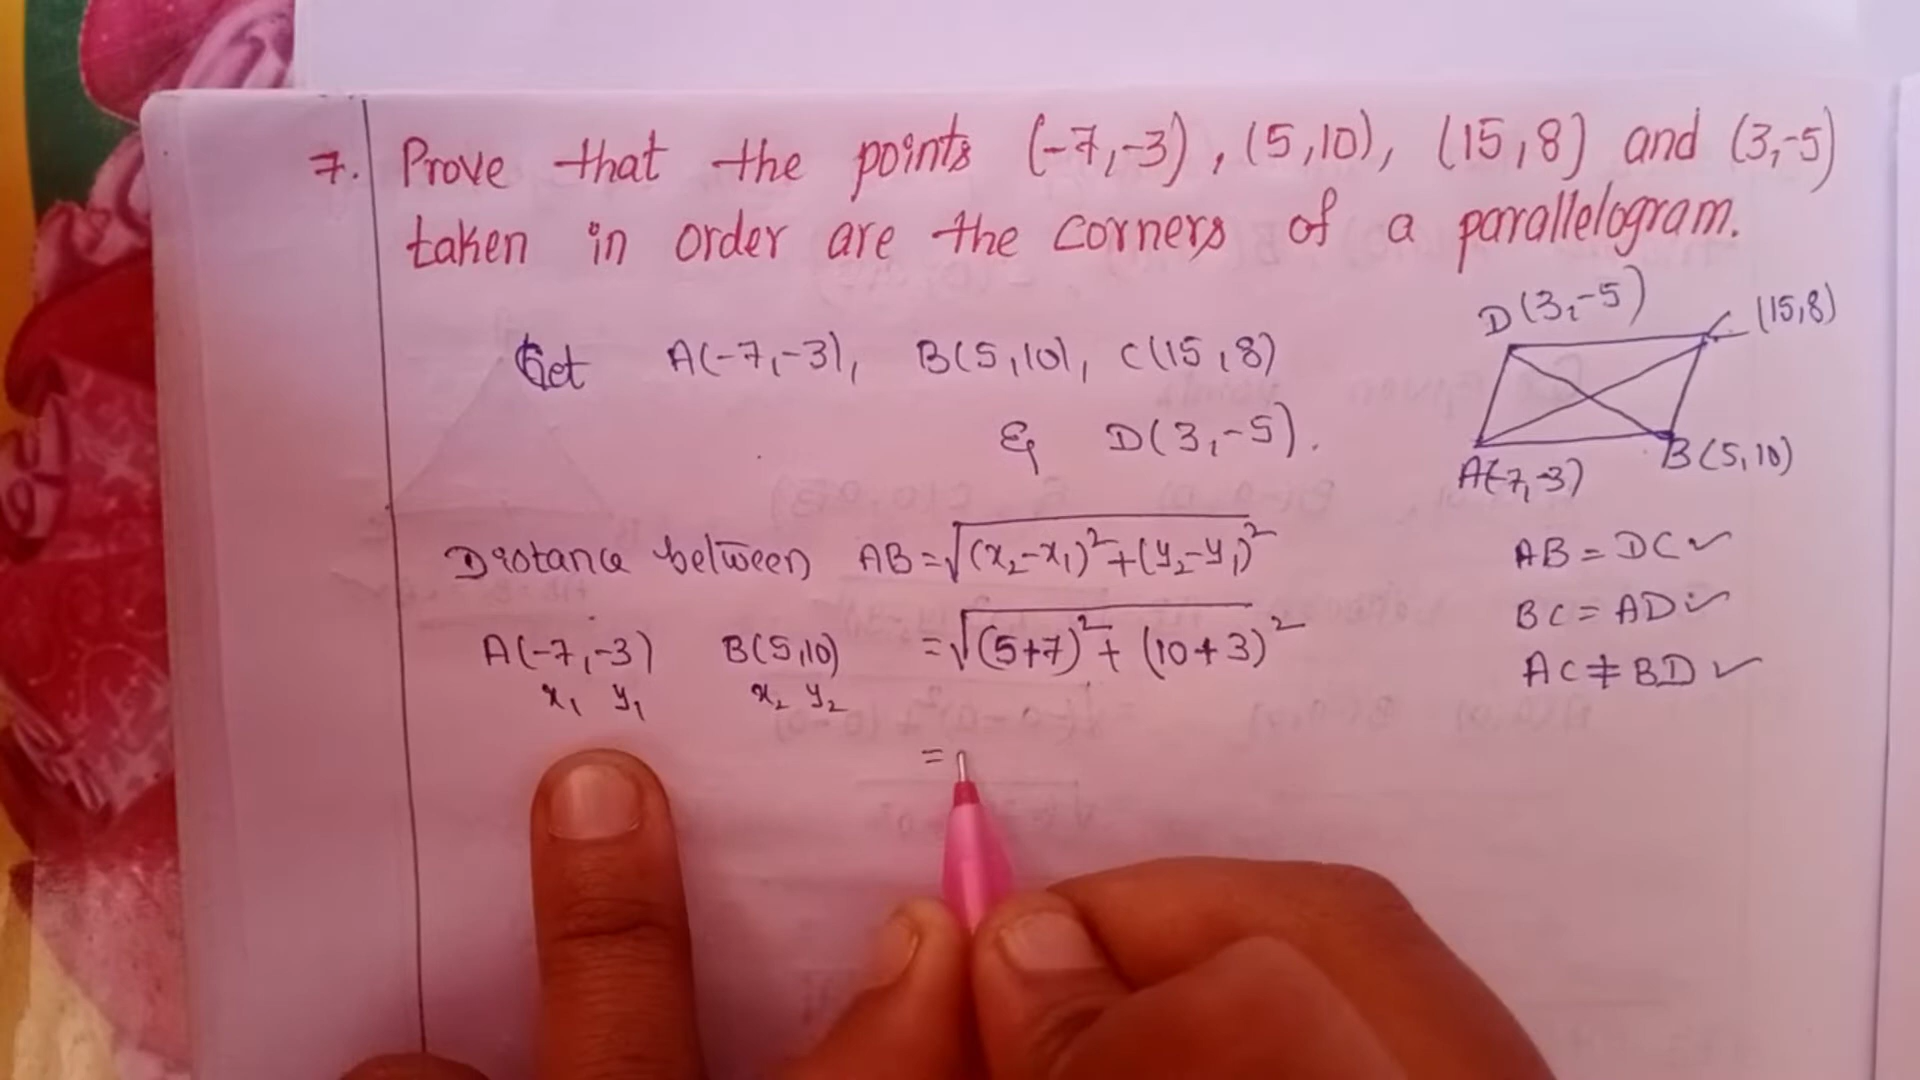 7. Prove that the points (-7,-3), (5,10), (15,8) and (3,-5)
taken in order are the corners of a parallelogram.
D(3,-5)
C (15,8)
Let A(-7,-3), B(5,10), C(15,8)
& D(3,-5).
A(-7,-3)
B(5,10)
Distance between AB = √(x₂-x₁)²+(y₂-y₁)²
A(-7,-3) B(5,10) = √(5+7)²+ (10+3)²
x₁ y₁ x₂ y₂
=
AB = DC ✓
BC = AD ✓
AC ≠ BD ✓